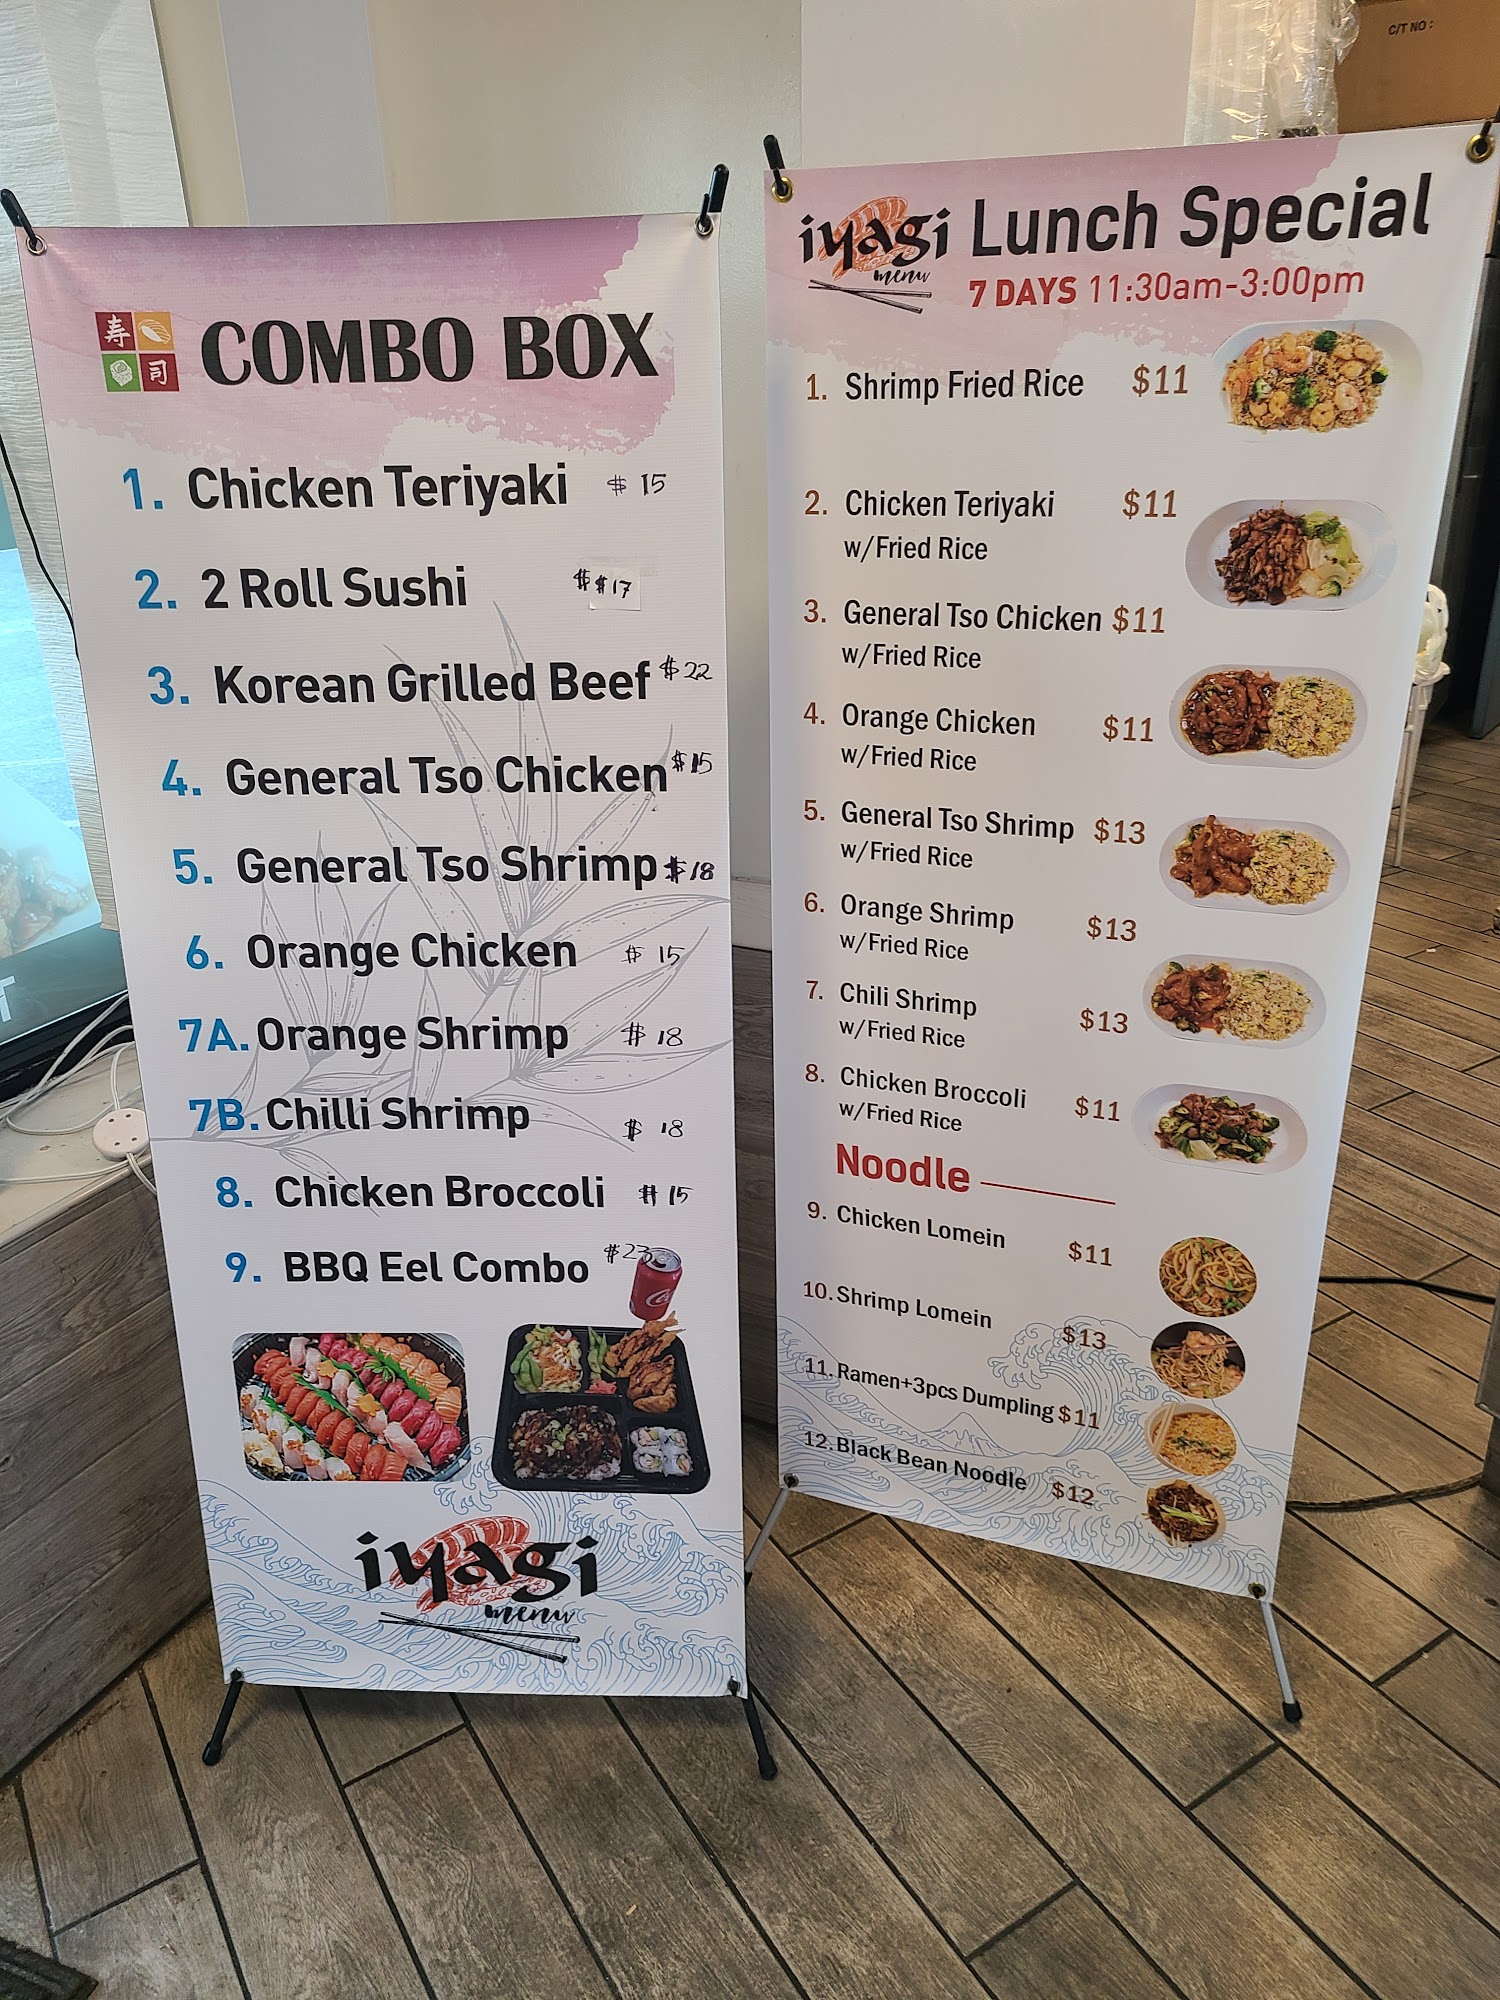 C/T NO :
寿
司
COMBO BOX
1. Chicken Teriyaki $ 15
2. 2 Roll Sushi $ $17
3. Korean Grilled Beef $22
4. General Tso Chicken $15
5. General Tso Shrimp $18
6. Orange Chicken $ 15
7A. Orange Shrimp $ 18
7B. Chilli Shrimp $ 18
8. Chicken Broccoli $ 15
9. BBQ Eel Combo $23
iyagi
menu
iyagi
menu
Lunch Special
7 DAYS 11:30am-3:00pm
1. Shrimp Fried Rice $11
2. Chicken Teriyaki $11
w/Fried Rice
3. General Tso Chicken $11
w/Fried Rice
4. Orange Chicken $11
w/Fried Rice
5. General Tso Shrimp $13
w/Fried Rice
6. Orange Shrimp $13
w/Fried Rice
7. Chili Shrimp $13
w/Fried Rice
8. Chicken Broccoli $11
w/Fried Rice
Noodle
9. Chicken Lomein $11
10. Shrimp Lomein $13
11. Ramen+3pcs Dumpling $11
12. Black Bean Noodle $12